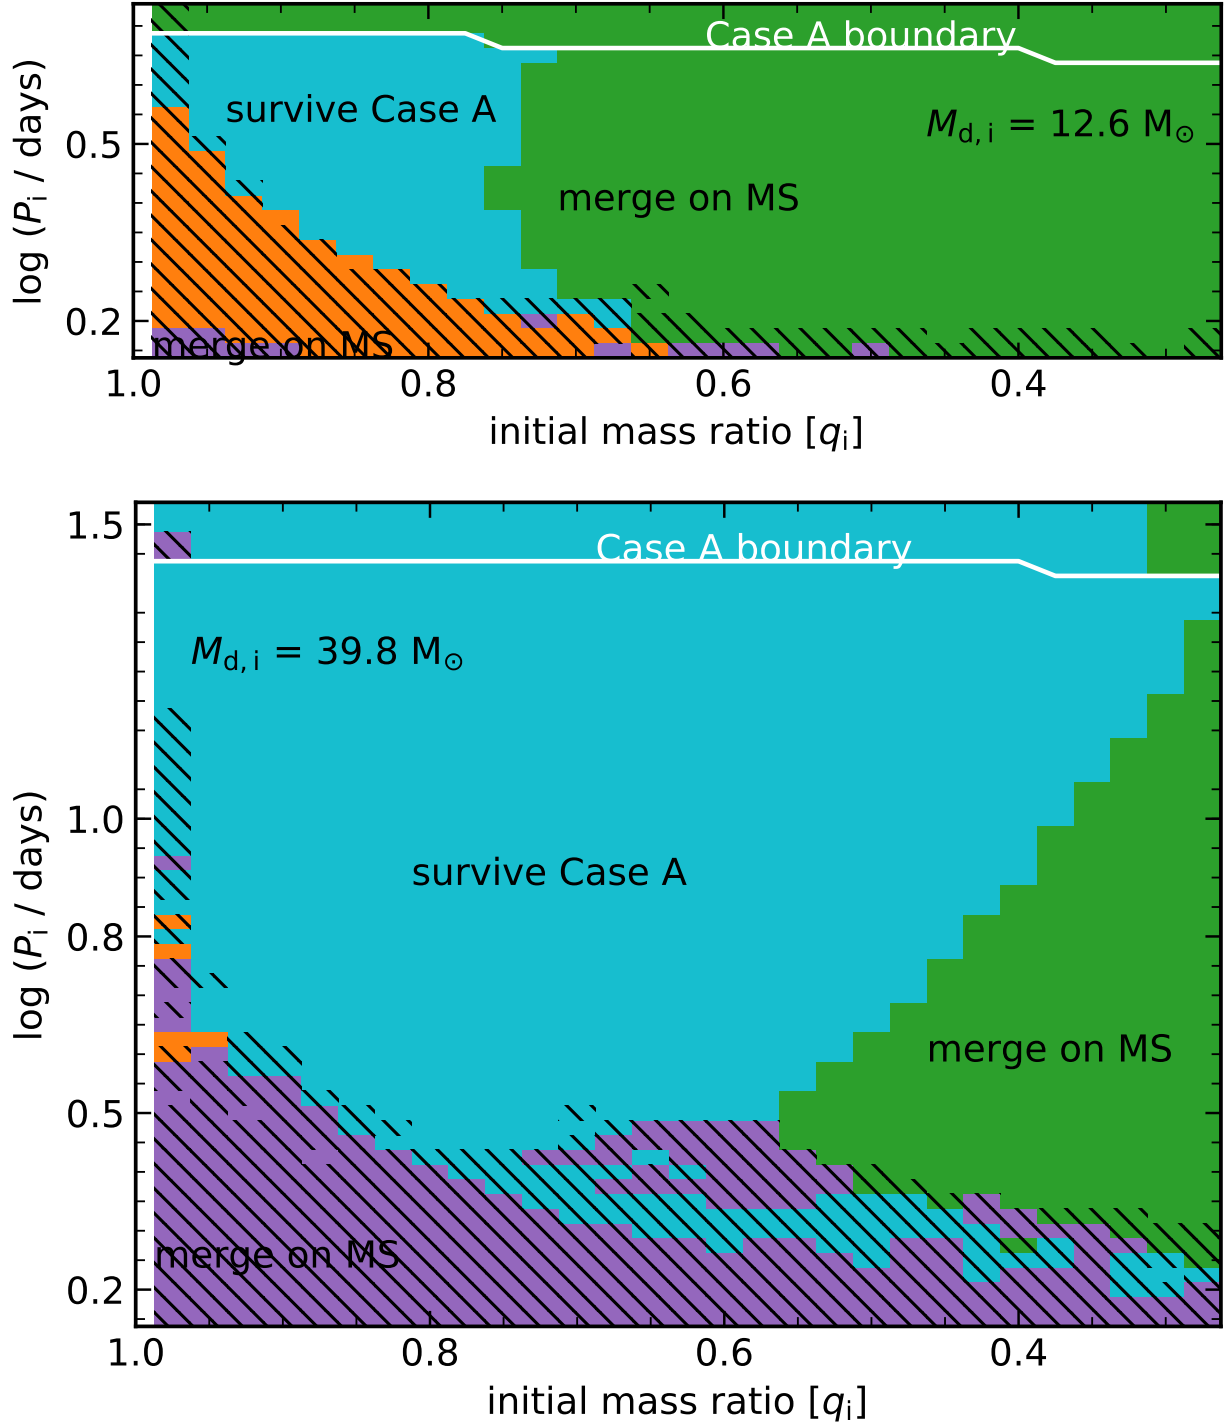 Case A boundary
survive Case A
M_d,i = 12.6 M_⊙
merge on MS
merge on MS
log (P_i / days)
0.5
0.2
1.0 0.8 0.6 0.4
initial mass ratio [q_i]
1.5
Case A boundary
M_d,i = 39.8 M_⊙
1.0
survive Case A
0.8
log (P_i / days)
merge on MS
0.5
merge on MS
0.2
1.0 0.8 0.6 0.4
initial mass ratio [q_i]